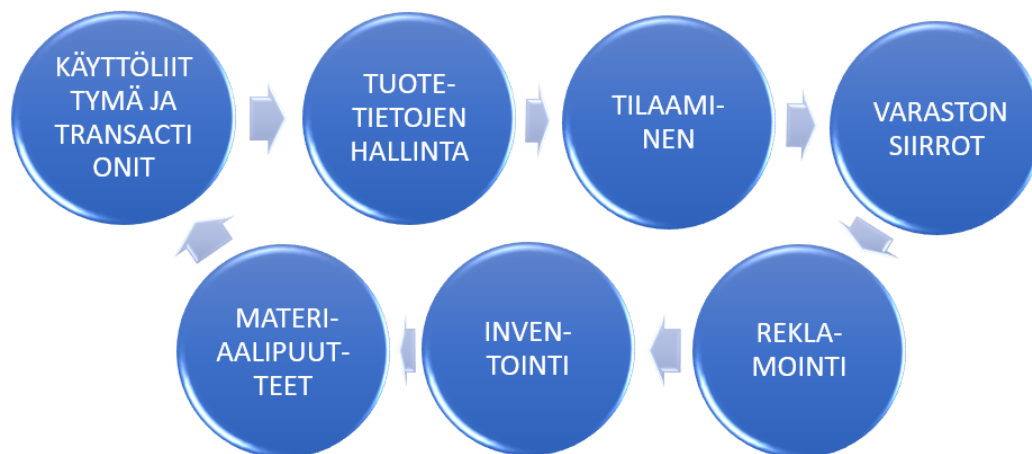 KÄYTTÖLIIT
TYMÄ JA
TRANSACTI
ONIT
TUOTE-
TIETOJEN
HALLINTA
TILAAMI-
NEN
VARASTON
SIIRROT
REKLA-
MOINTI
INVEN-
TOINTI
MATERI-
AALIPUUT-
TEET